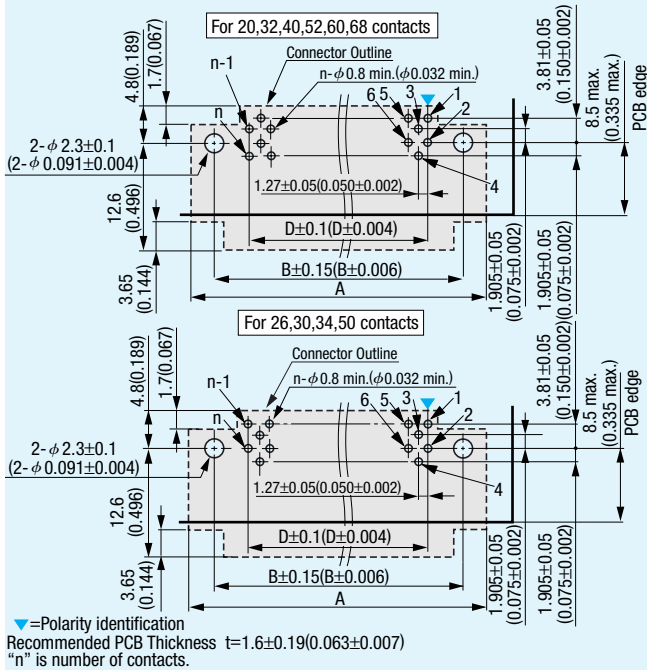 For 20,32,40,52,60,68 contacts
Connector Outline
n-1
n-φ0.8 min.(φ0.032 min.)
n
6 5
3
1
2
4
4.8(0.189)
1.7(0.067)
3.81±0.05
(0.150±0.002)
8.5 max.
(0.335 max.)
PCB edge
2-φ2.3±0.1
(2-φ0.091±0.004)
1.27±0.05(0.050±0.002)
12.6
(0.496)
D±0.1(D±0.004)
B±0.15(B±0.006)
A
3.65
(0.144)
1.905±0.05
(0.075±0.002)
1.905±0.05
(0.075±0.002)
For 26,30,34,50 contacts
Connector Outline
n-1
n-φ0.8 min.(φ0.032 min.)
n
6 5
3
1
2
4
4.8(0.189)
1.7(0.067)
3.81±0.05
(0.150±0.002)
8.5 max.
(0.335 max.)
PCB edge
2-φ2.3±0.1
(2-φ0.091±0.004)
1.27±0.05(0.050±0.002)
12.6
(0.496)
D±0.1(D±0.004)
B±0.15(B±0.006)
A
3.65
(0.144)
1.905±0.05
(0.075±0.002)
1.905±0.05
(0.075±0.002)
▼=Polarity identification
Recommended PCB Thickness t=1.6±0.19(0.063±0.007)
“n” is number of contacts.